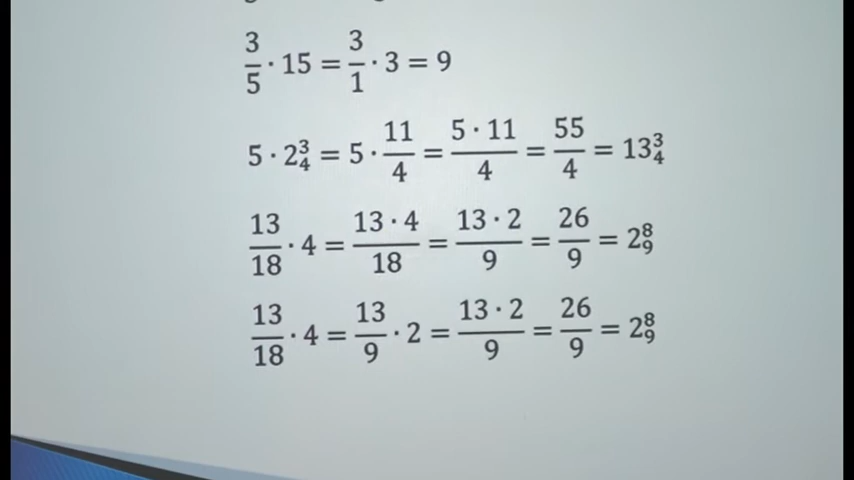 3/5 · 15 = 3/1 · 3 = 9
5 · 2 3/4 = 5 · 11/4 = 5 · 11/4 = 55/4 = 13 3/4
13/18 · 4 = 13 · 4/18 = 13 · 2/9 = 26/9 = 2 8/9
13/18 · 4 = 13/9 · 2 = 13 · 2/9 = 26/9 = 2 8/9